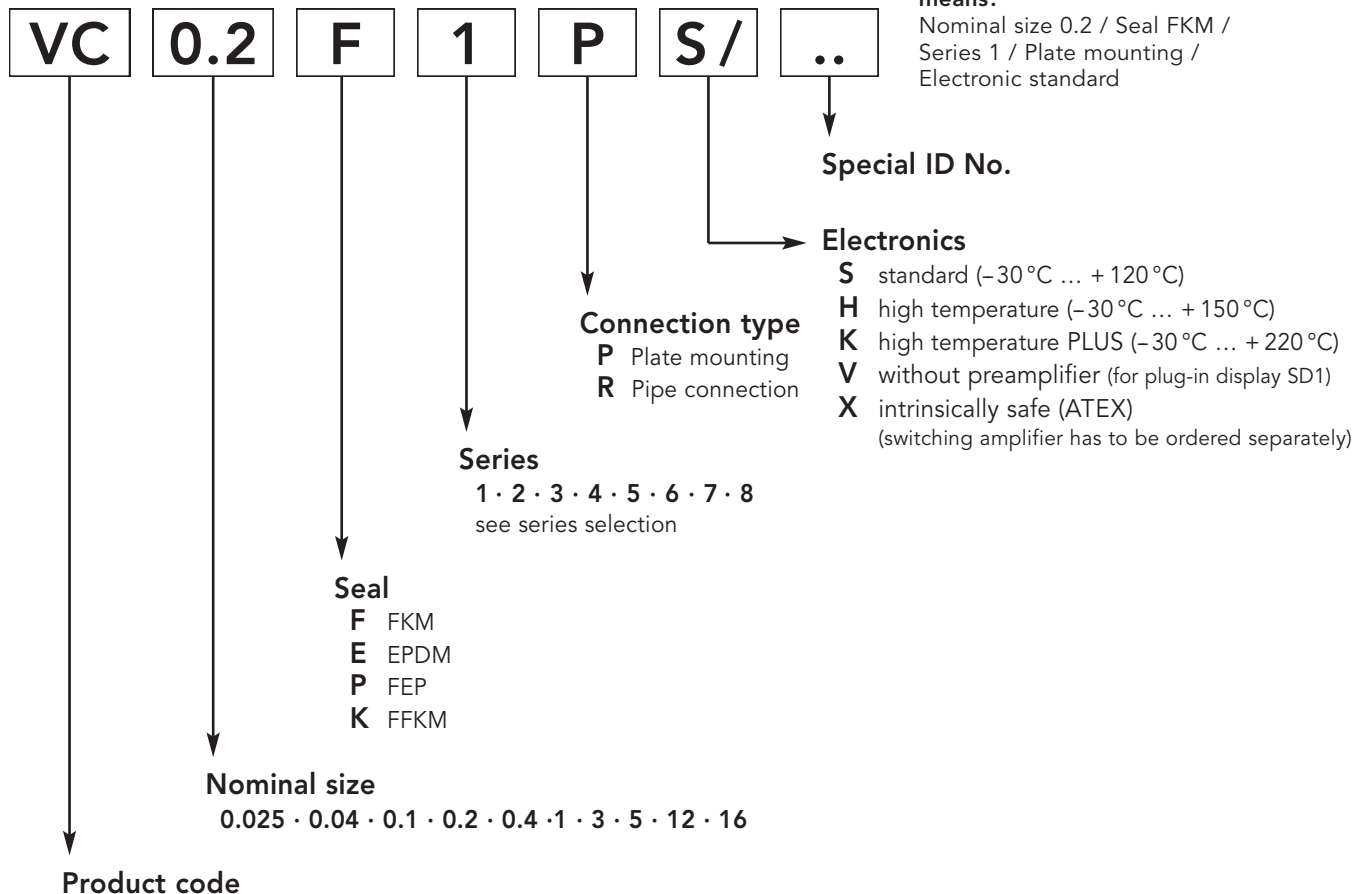 VC 0.2 F 1 P S/ ..
means:
Nominal size 0.2 / Seal FKM /
Series 1 / Plate mounting /
Electronic standard
Special ID No.
Electronics
S standard (–30 °C … +120 °C)
H high temperature (–30 °C … +150 °C)
K high temperature PLUS (–30 °C … +220 °C)
V without preamplifier (for plug-in display SD1)
X intrinsically safe (ATEX)
(switching amplifier has to be ordered separately)
Connection type
P Plate mounting
R Pipe connection
Series
1 · 2 · 3 · 4 · 5 · 6 · 7 · 8
see series selection
Seal
F FKM
E EPDM
P FEP
K FFKM
Nominal size
0.025 · 0.04 · 0.1 · 0.2 · 0.4 ·1 · 3 · 5 · 12 · 16
Product code